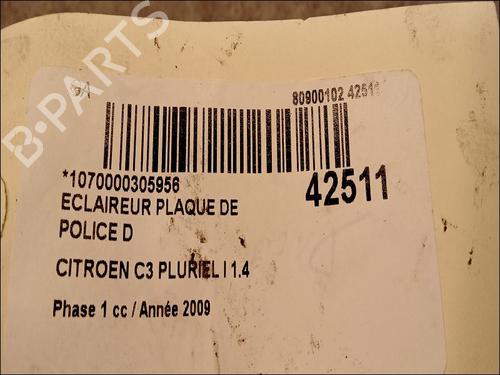 B-PARTS
94
80900102 42511
*1070000305956
42511
ECLAIREUR PLAQUE DE
POLICE D
CITROEN C3 PLURIEL I 1.4
Phase 1 cc / Année 2009